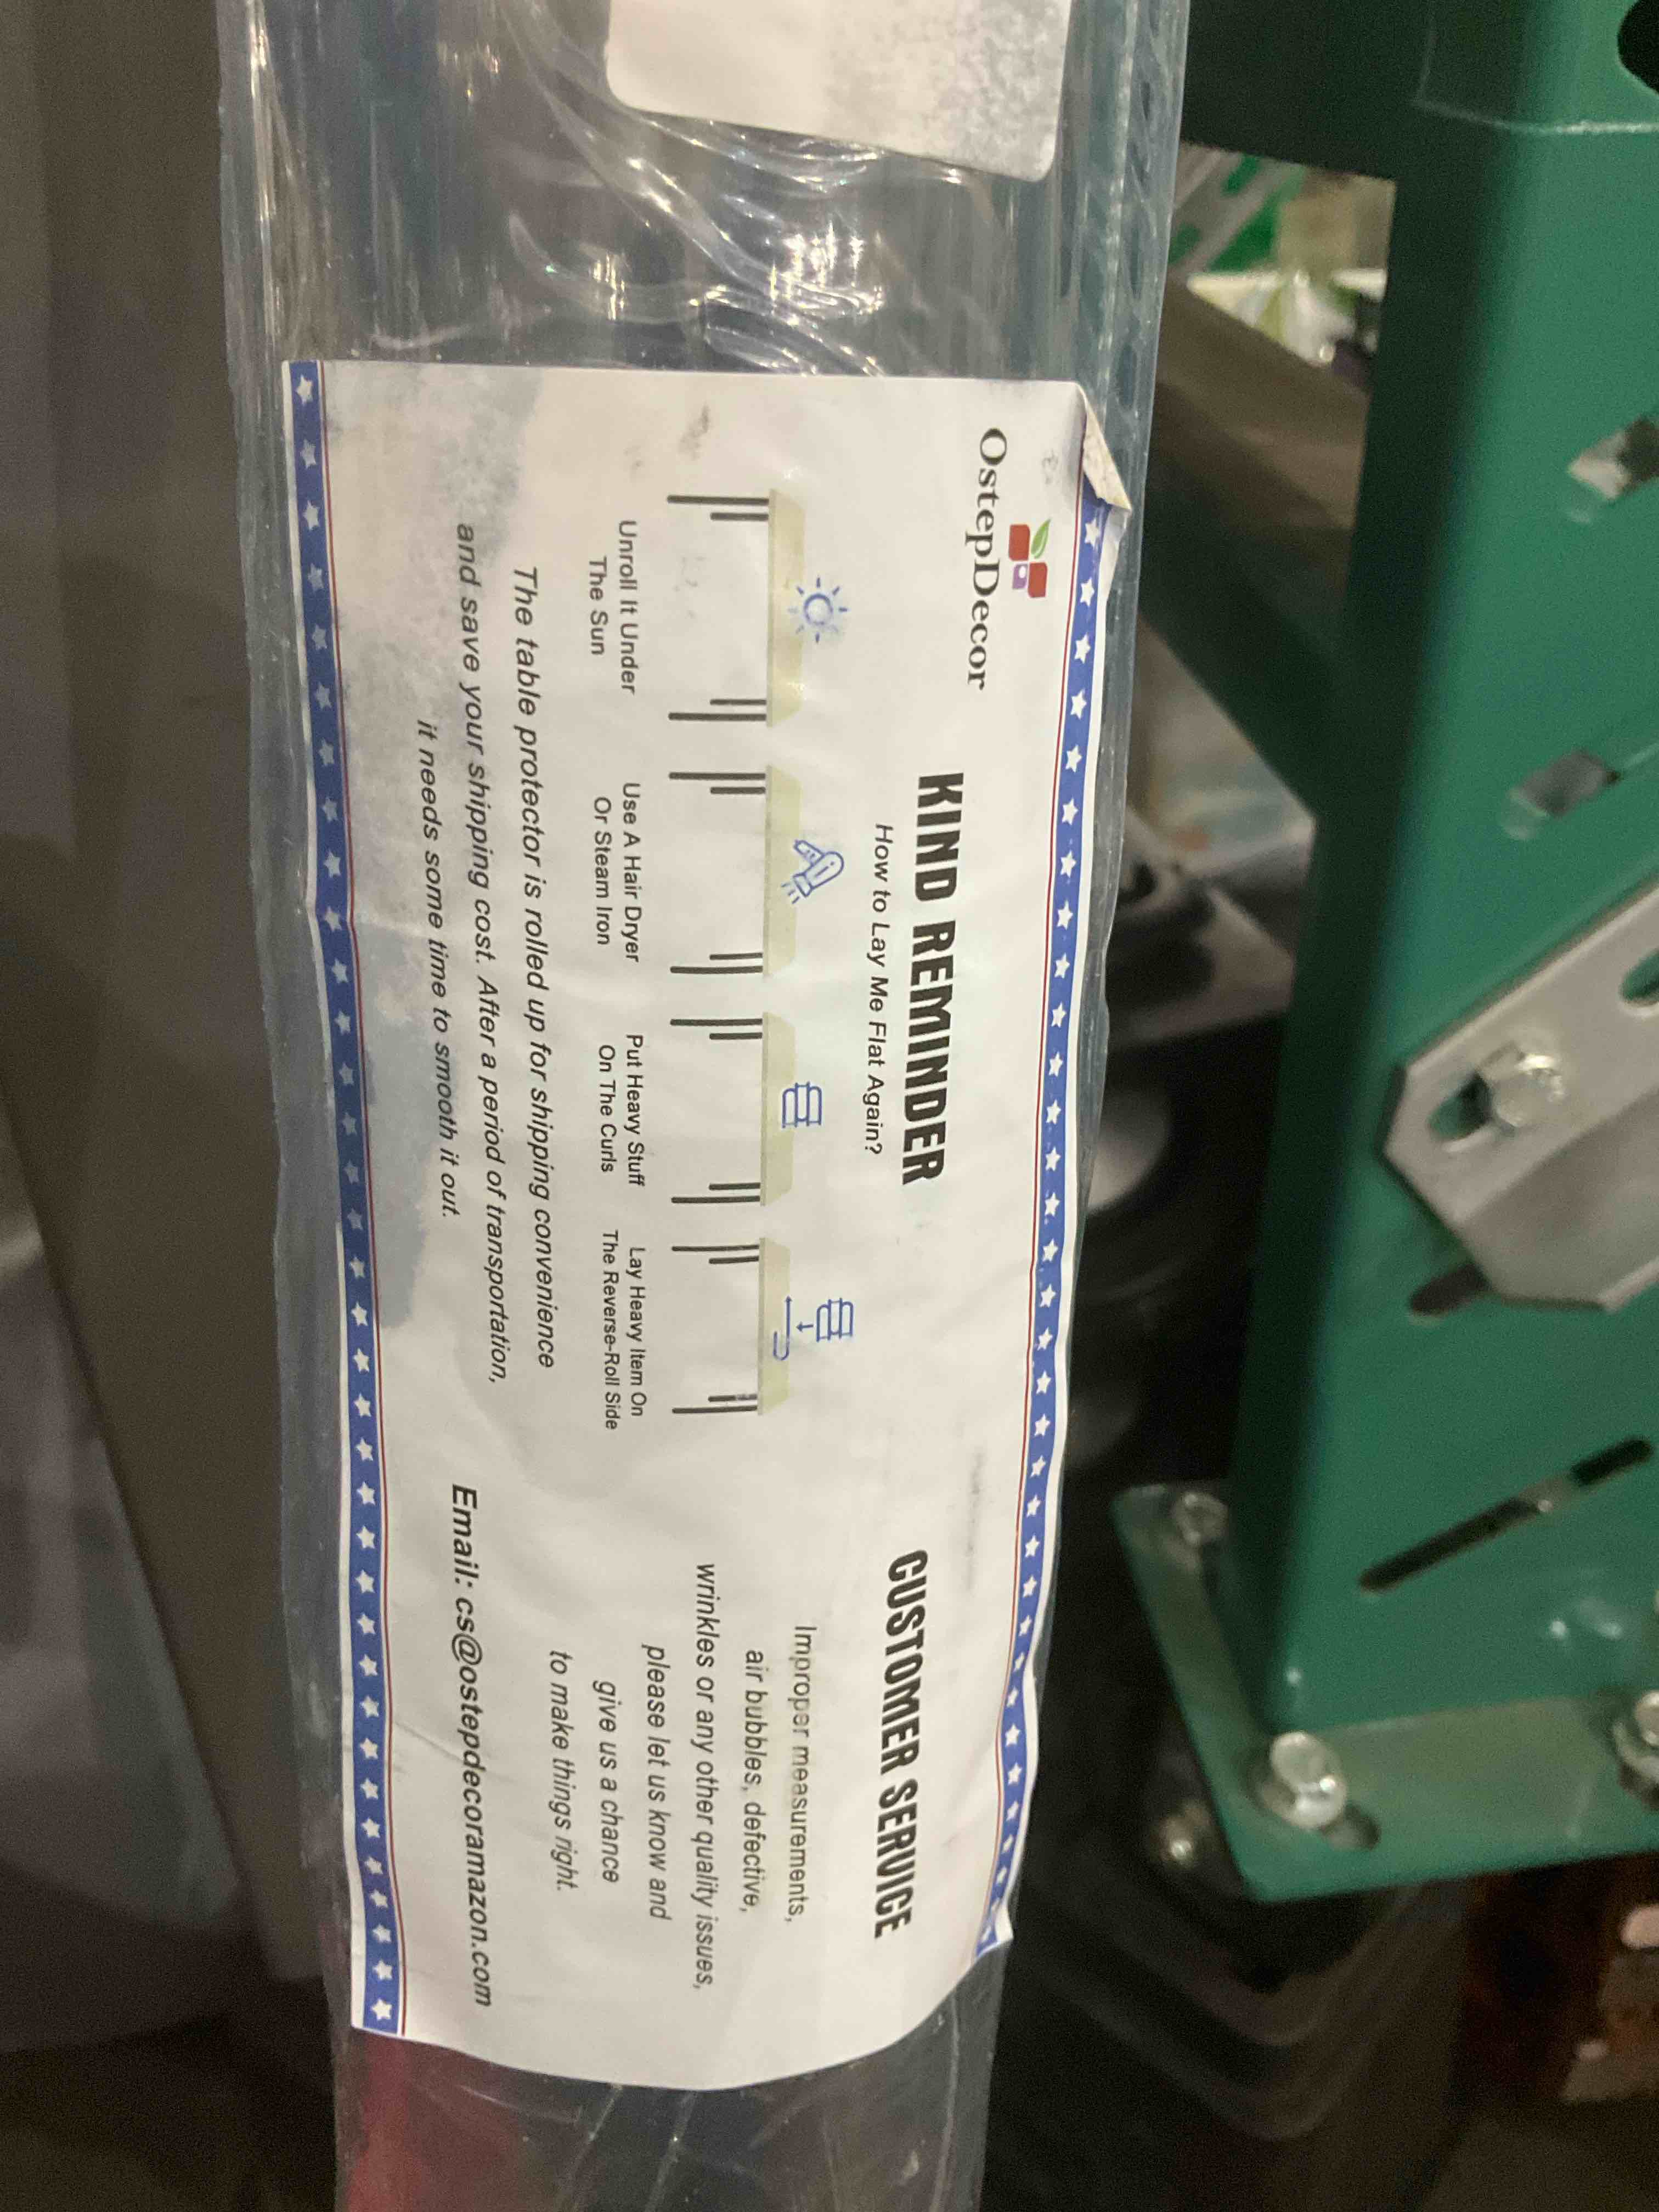 OstepDecor
KIND REMINDER
How to Lay Me Flat Again?
Unroll It Under
The Sun
Use A Hair Dryer
Or Steam Iron
Put Heavy Stuff
On The Curls
Lay Heavy Item On
The Reverse-Roll Side
The table protector is rolled up for shipping convenience
and save your shipping cost. After a period of transportation,
it needs some time to smooth it out.
CUSTOMER SERVICE
Improper measurements,
air bubbles, defective,
wrinkles or any other quality issues,
please let us know and
give us a chance
to make things right.
Email: cs@ostepdecoramazon.com